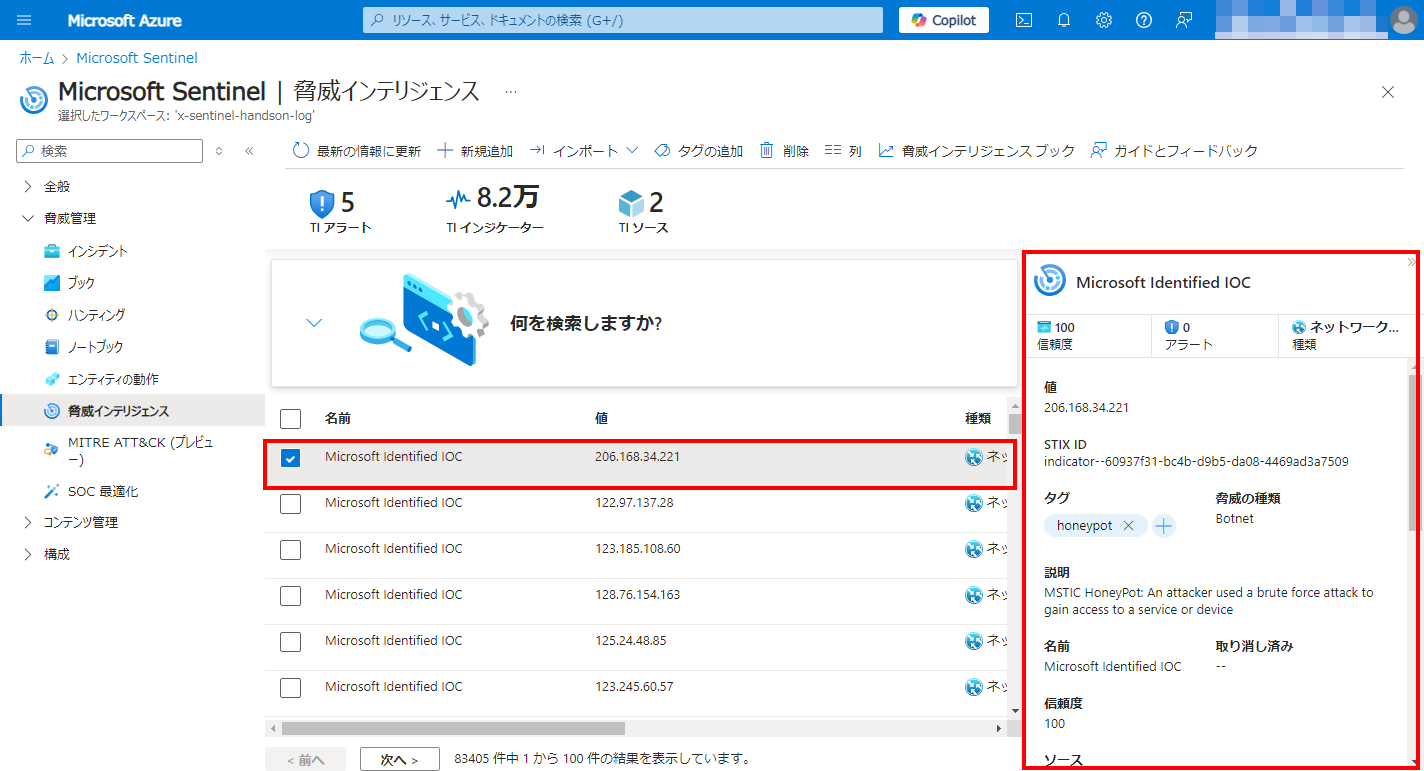 Microsoft Azure
リソース、サービス、ドキュメントの検索 (G+/)
Copilot
ホーム > Microsoft Sentinel
Microsoft Sentinel | 脅威インテリジェンス ...
選択したワークスペース: 'x-sentinel-handson-log'
検索
最新の情報に更新 新規追加 インポート タグの追加 削除 列 脅威インテリジェンス ブック ガイドとフィードバック
全般
脅威管理
インシデント
ブック
ハンティング
ノートブック
エンティティの動作
脅威インテリジェンス
MITRE ATT&CK (プレビュ
ー)
SOC 最適化
コンテンツ管理
構成
5
TI アラート
8.2万
TI インジケーター
2
TI ソース
何を検索しますか?
名前 値 種類
Microsoft Identified IOC 206.168.34.221 ネッ
Microsoft Identified IOC 122.97.137.28 ネッ
Microsoft Identified IOC 123.185.108.60 ネッ
Microsoft Identified IOC 128.76.154.163 ネッ
Microsoft Identified IOC 125.24.48.85 ネッ
Microsoft Identified IOC 123.245.60.57 ネッ
< 前へ 次へ > 83405 件中 1 から 100 件の結果を表示しています。
Microsoft Identified IOC
100
信頼度
0
アラート
ネットワーク...
種類
値
206.168.34.221
STIX ID
indicator--60937f31-bc4b-d9b5-da08-4469ad3a7509
タグ
honeypot
脅威の種類
Botnet
説明
MSTIC HoneyPot: An attacker used a brute force attack to
gain access to a service or device
名前
Microsoft Identified IOC
取り消し済み
--
信頼度
100
ソース